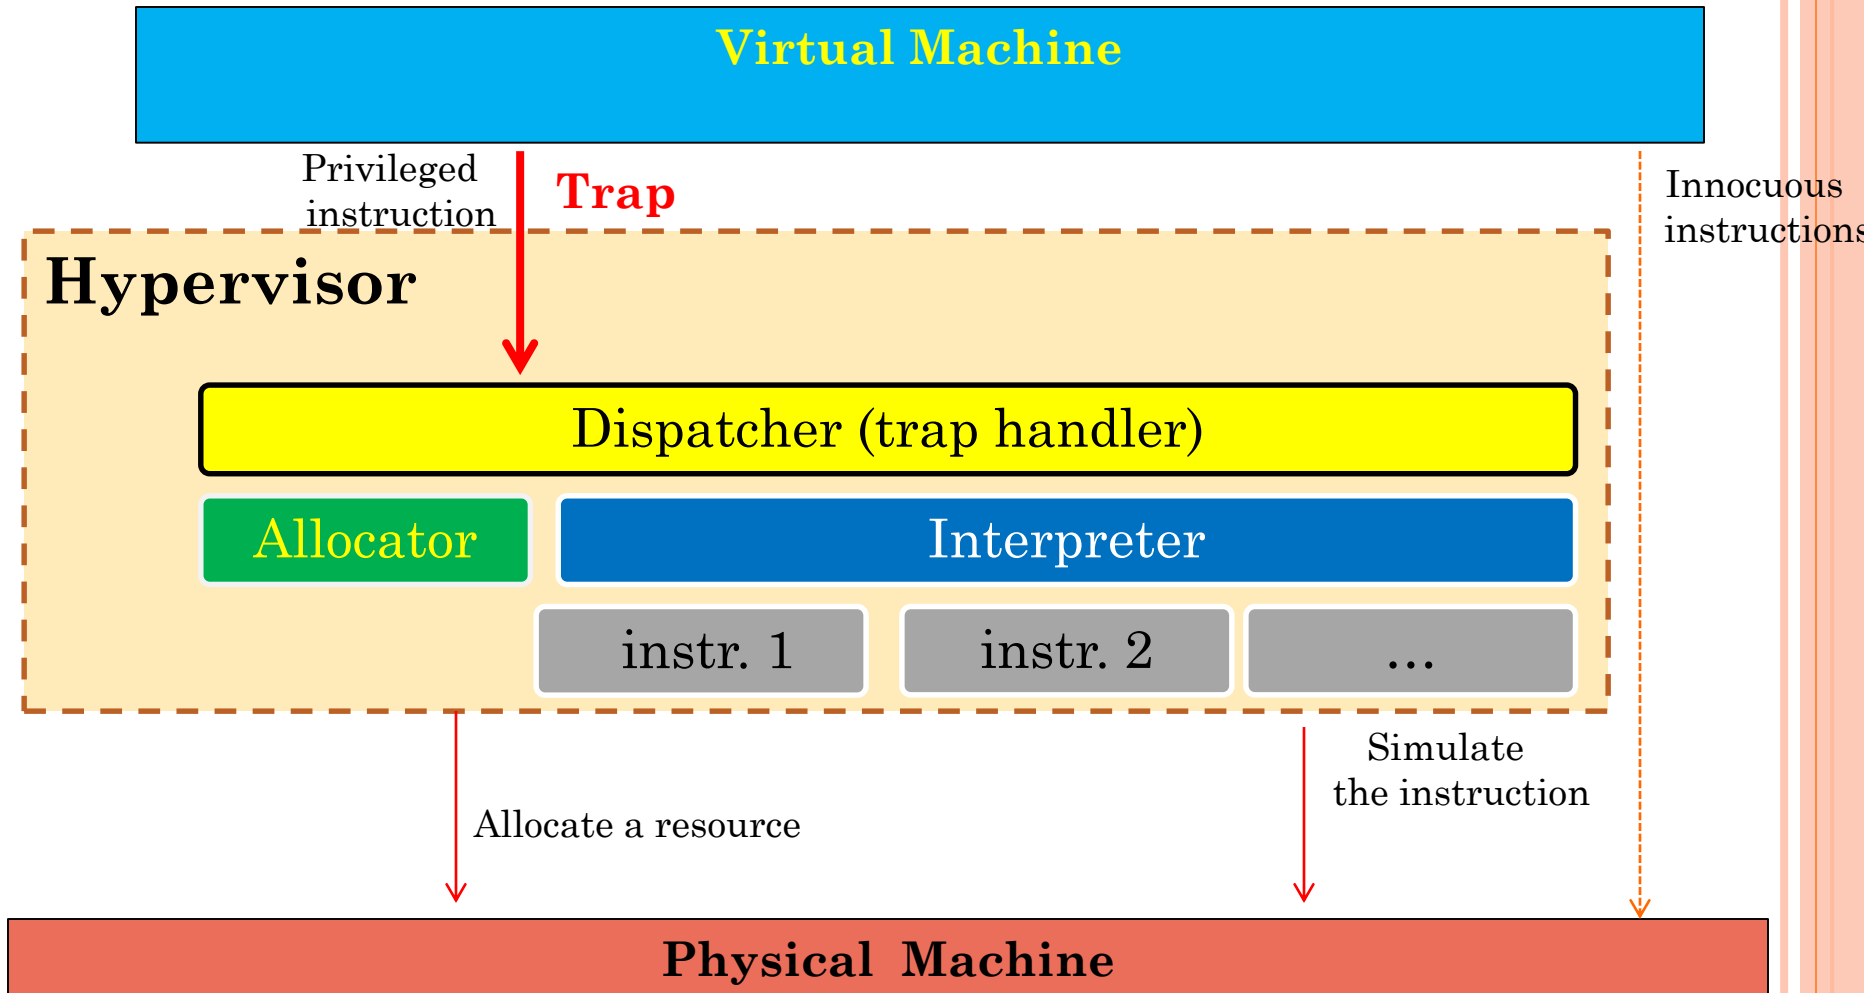 Virtual Machine
Privileged
instruction
Trap
Innocuous
instructions
Hypervisor
Dispatcher (trap handler)
Allocator
Interpreter
instr. 1
instr. 2
...
Simulate
the instruction
Allocate a resource
Physical Machine